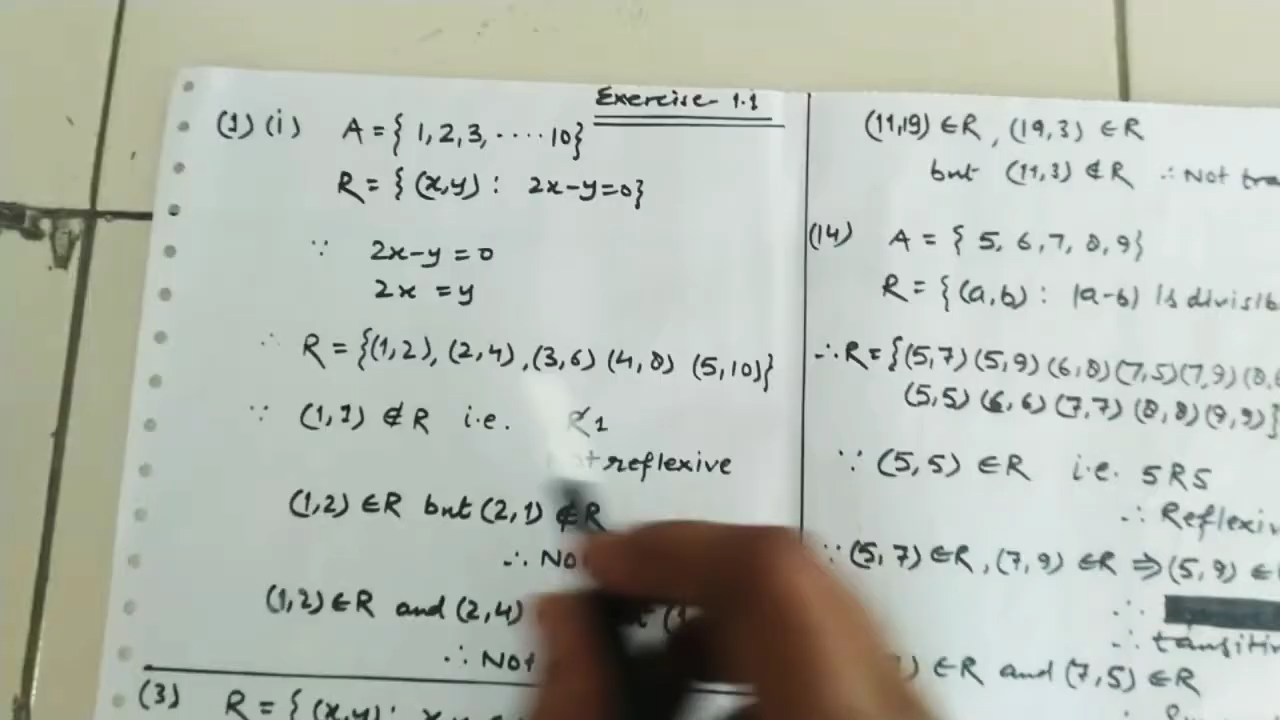 Exercise- 1.1
(1) (i) A = { 1, 2, 3, ..... 10}
R = { (x,y) : 2x-y=0}
∵ 2x-y = 0
2x = y
∴ R = {(1,2), (2,4), (3,6) (4,8) (5,10)}
∵ (1,1) ∉ R i.e.
reflexive
(1,2) ∈R but (2,1) ∉R
∴
(1,2)∈R and (2,4)
∴ Not
(3) R = { (x,y):
(11,19) ∈R, (19,3) ∈R
but (11,3) ∉R ∴ Not
(14) A = { 5, 6, 7, 8, 9}
R = {(a,b) : |a-b| is
∴R = {(5,7) (5,9) (6,8) (7,5)(7,9)
(5,5) (6,6) (7,7) (8,8) (9,9)}
∵ (5,5) ∈R i.e. 5R5
∴
∵ (5,7) ∈R, (7,9) ∈R ⇒ (5,9) ∈
∴
∴
∈R and (7,5) ∈R
∴